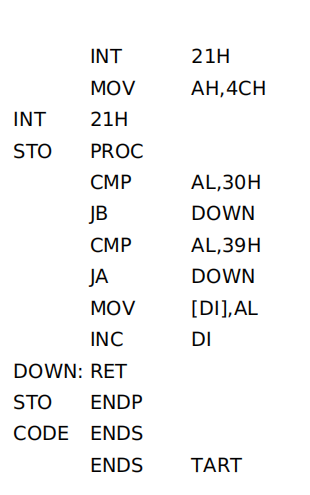 INT 21H
MOV AH,4CH
INT 21H
STO PROC
CMP AL,30H
JB DOWN
CMP AL,39H
JA DOWN
MOV [DI],AL
INC DI
DOWN: RET
STO ENDP
CODE ENDS
ENDS TART